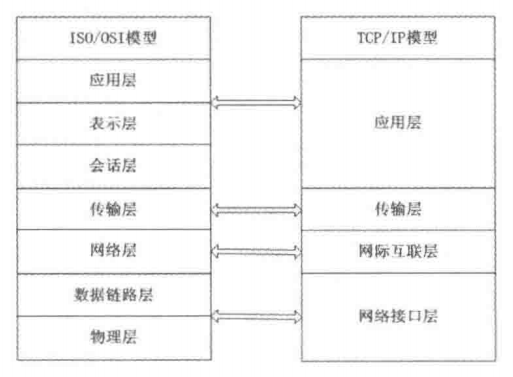 ISO/OSI模型
应用层
表示层
会话层
传输层
网络层
数据链路层
物理层
TCP/IP模型
应用层
传输层
网际互联层
网络接口层